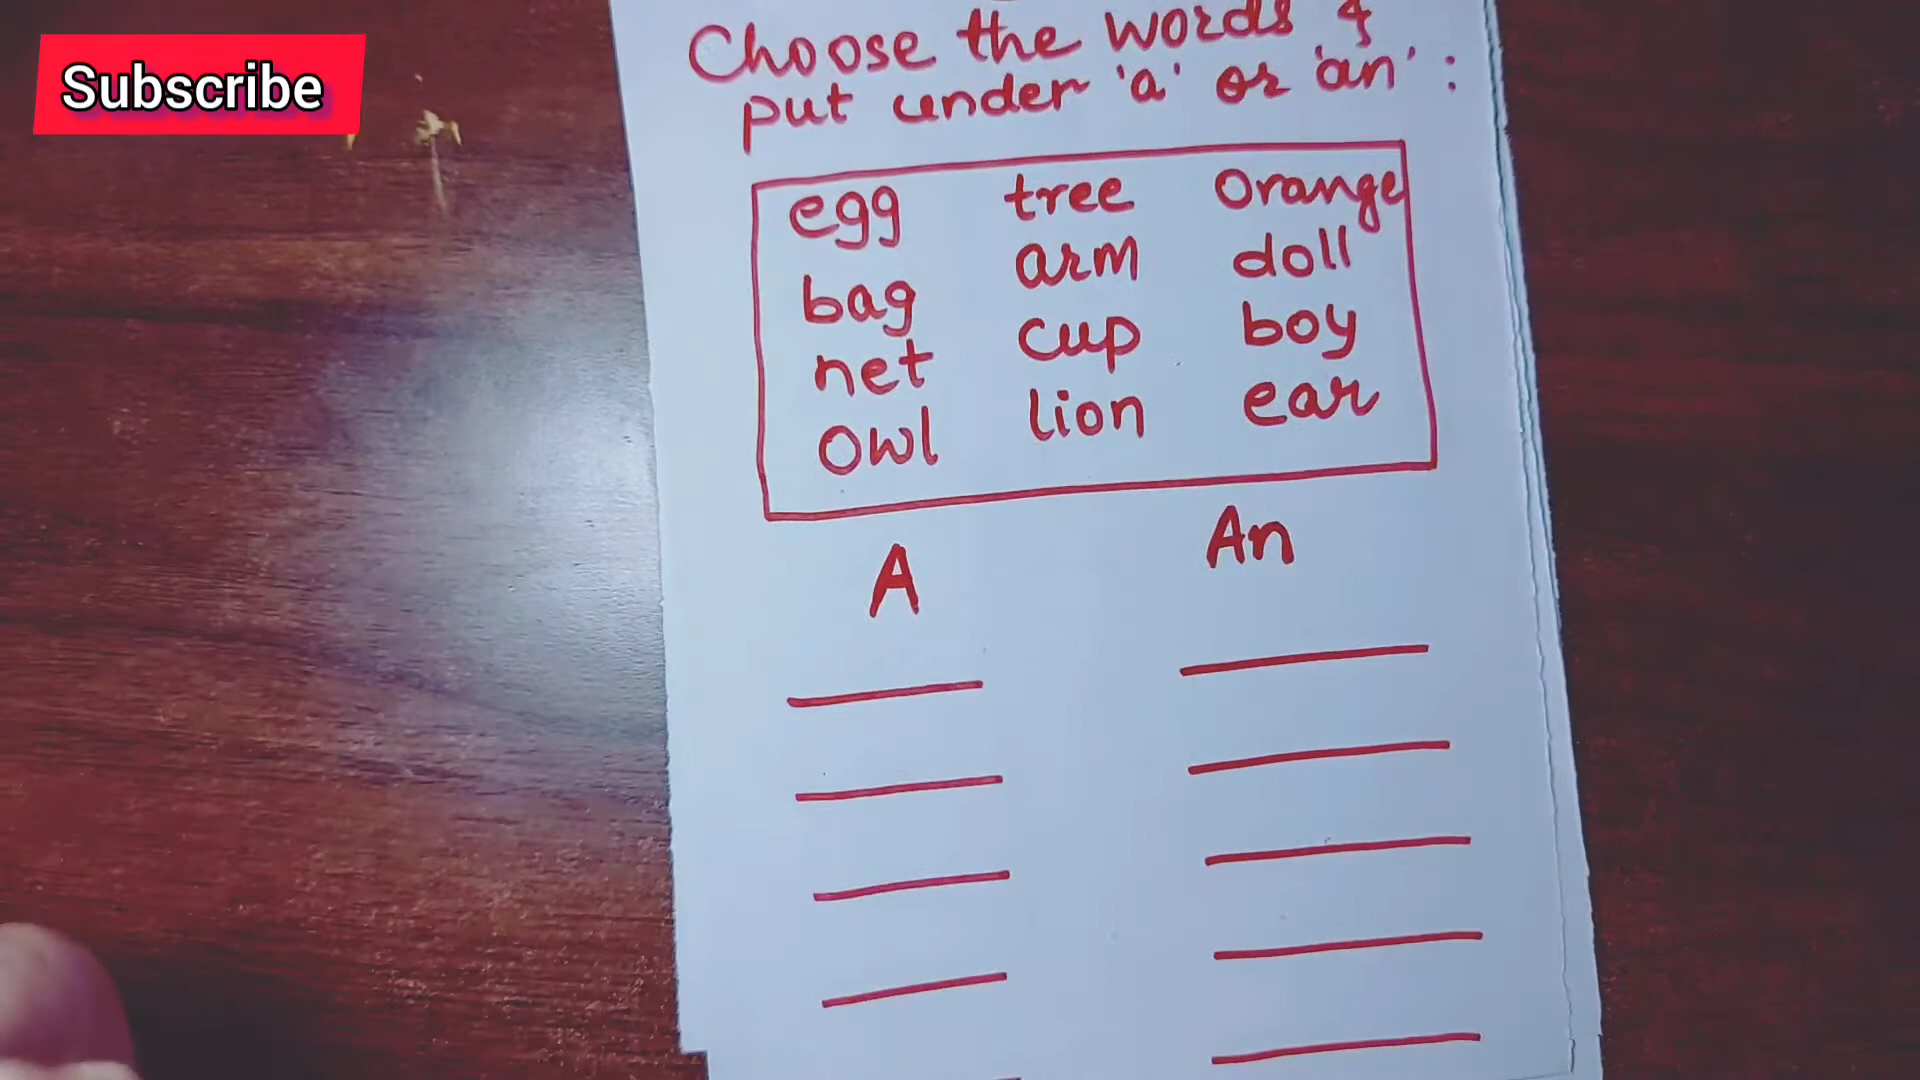 Subscribe
Choose the words &
put under 'a' or 'an' :
egg tree Orange
bag arm doll
net cup boy
owl lion ear
A An